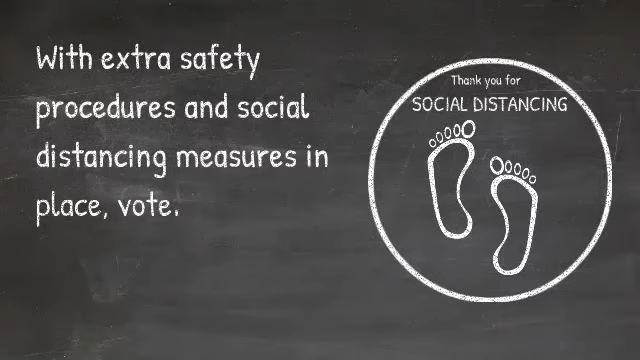 With extra safety
procedures and social
distancing measures in
place, vote.
Thank you for
SOCIAL DISTANCING